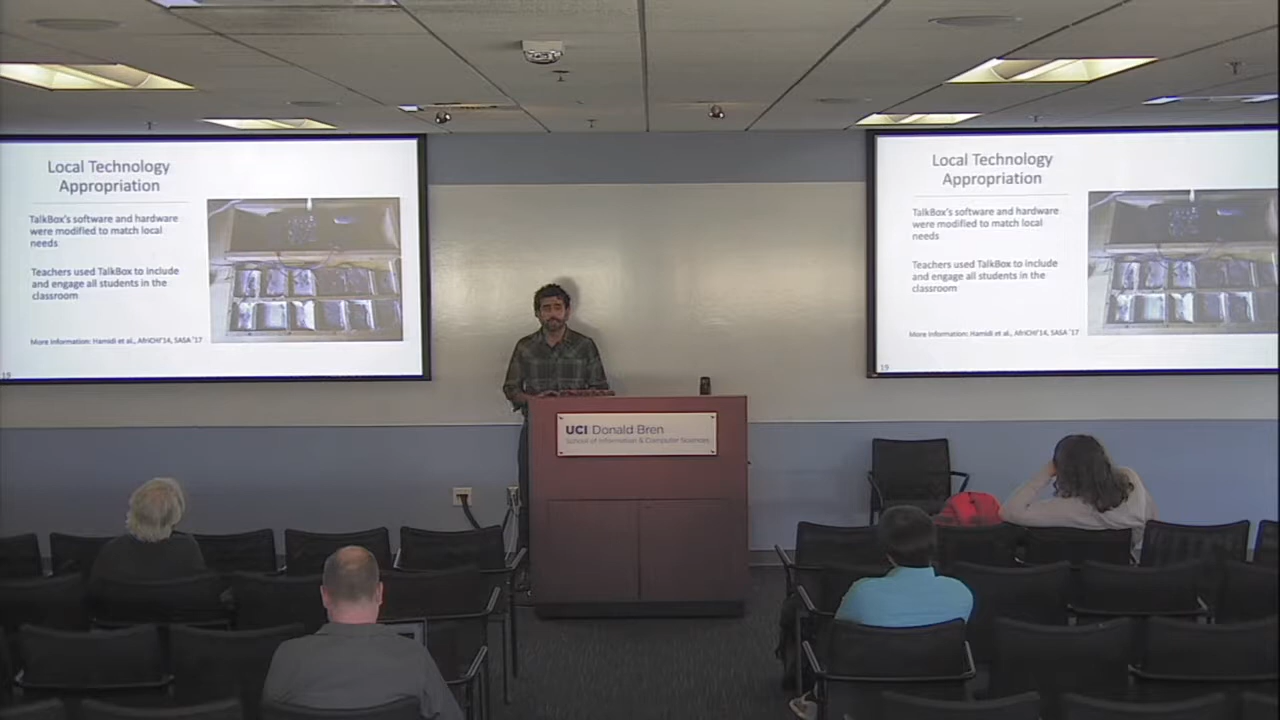 Local Technology
Appropriation
TalkBox's software and hardware
were modified to match local
needs
Teachers used TalkBox to include
and engage all students in the
classroom
More Information: Hamidi et al., AfriCHI'14, SASA '17
19
Local Technology
Appropriation
TalkBox's software and hardware
were modified to match local
needs
Teachers used TalkBox to include
and engage all students in the
classroom
More Information: Hamidi et al., AfriCHI'14, SASA '17
19
UCI Donald Bren
School of Information & Computer Sciences